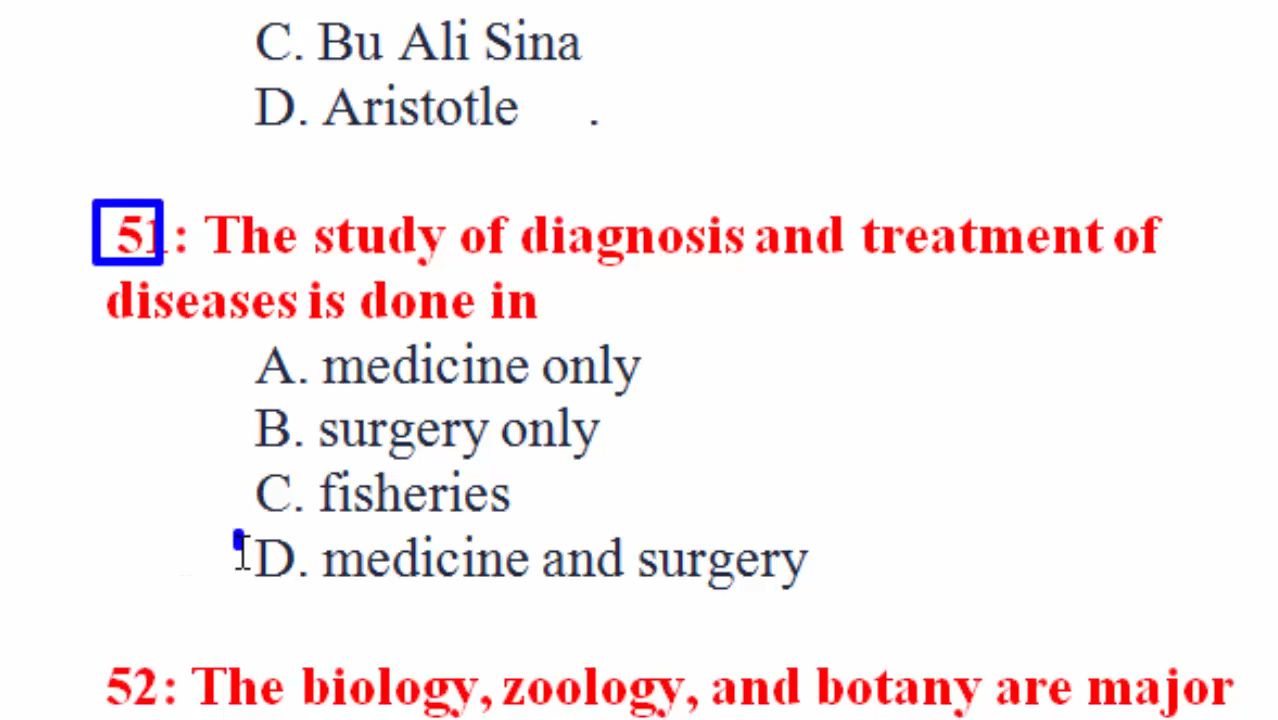 C. Bu Ali Sina
D. Aristotle .
51: The study of diagnosis and treatment of
diseases is done in
A. medicine only
B. surgery only
C. fisheries
D. medicine and surgery
52: The biology, zoology, and botany are major